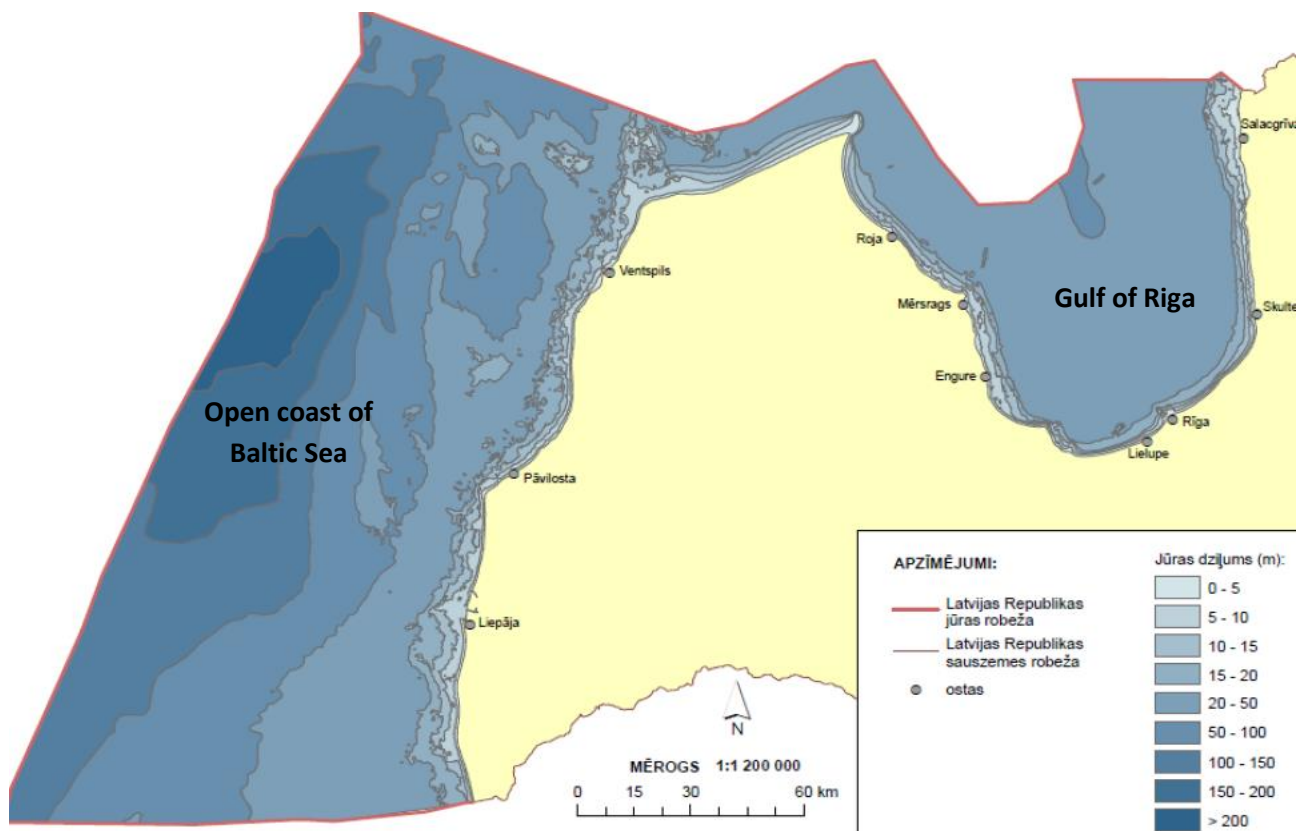 Salacgrīva
Roja
Ventspils
Mērsrags
Gulf of Riga
Skulte
Engure
Open coast of
Baltic Sea
Rīga
Lielupe
Pāvilosta
Liepāja
N
MĒROGS 1:1 200 000
0 15 30 60 km
APZĪMĒJUMI:
Latvijas Republikas
jūras robeža
Latvijas Republikas
sauszemes robeža
ostas
Jūras dziļums (m):
0 - 5
5 - 10
10 - 15
15 - 20
20 - 50
50 - 100
100 - 150
150 - 200
> 200